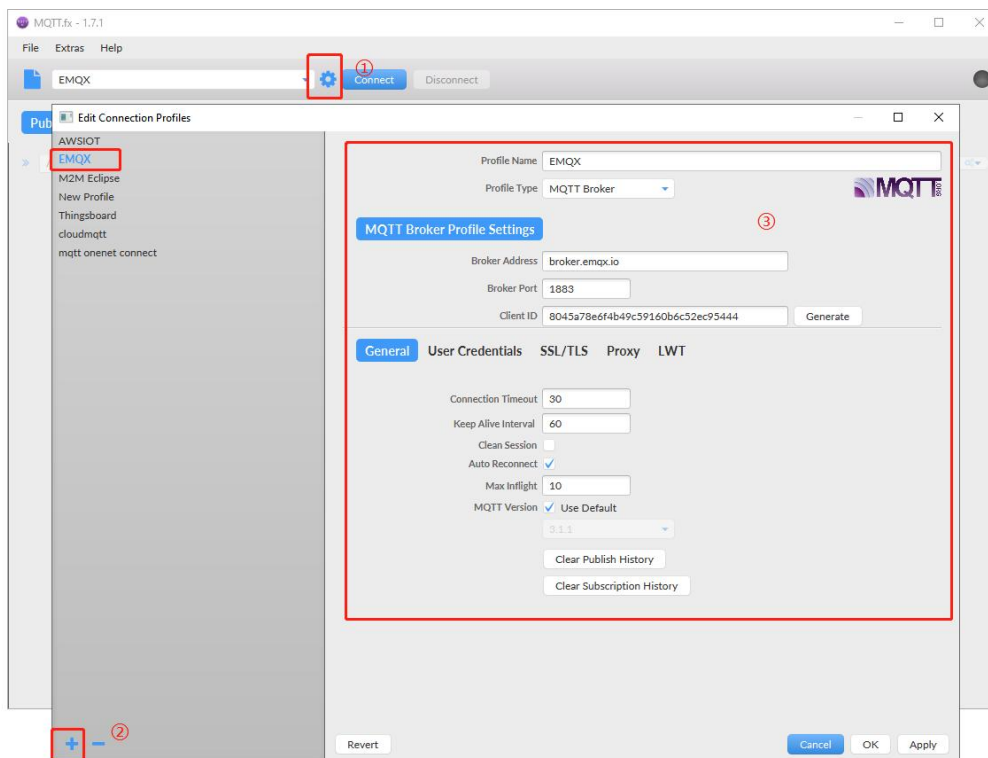 MQTT.fx - 1.7.1
File Extras Help
EMQX ① Connect Disconnect
Edit Connection Profiles
AWSIOT
EMQX
M2M Eclipse
New Profile
Thingsboard
cloudmqtt
mqtt onenet connect
Profile Name EMQX
Profile Type MQTT Broker
MQTT
③
MQTT Broker Profile Settings
Broker Address broker.emqx.io
Broker Port 1883
Client ID 8045a78e6f4b49c59160b6c52ec95444 Generate
General User Credentials SSL/TLS Proxy LWT
Connection Timeout 30
Keep Alive Interval 60
Clean Session
Auto Reconnect
Max Inflight 10
MQTT Version Use Default
3.1.1
Clear Publish History
Clear Subscription History
②
Revert Cancel OK Apply